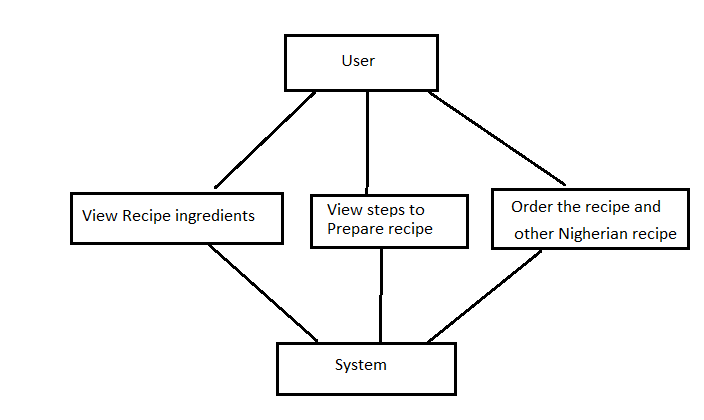 User
View Recipe ingredients
View steps to
Prepare recipe
Order the recipe and
other Nigherian recipe
System